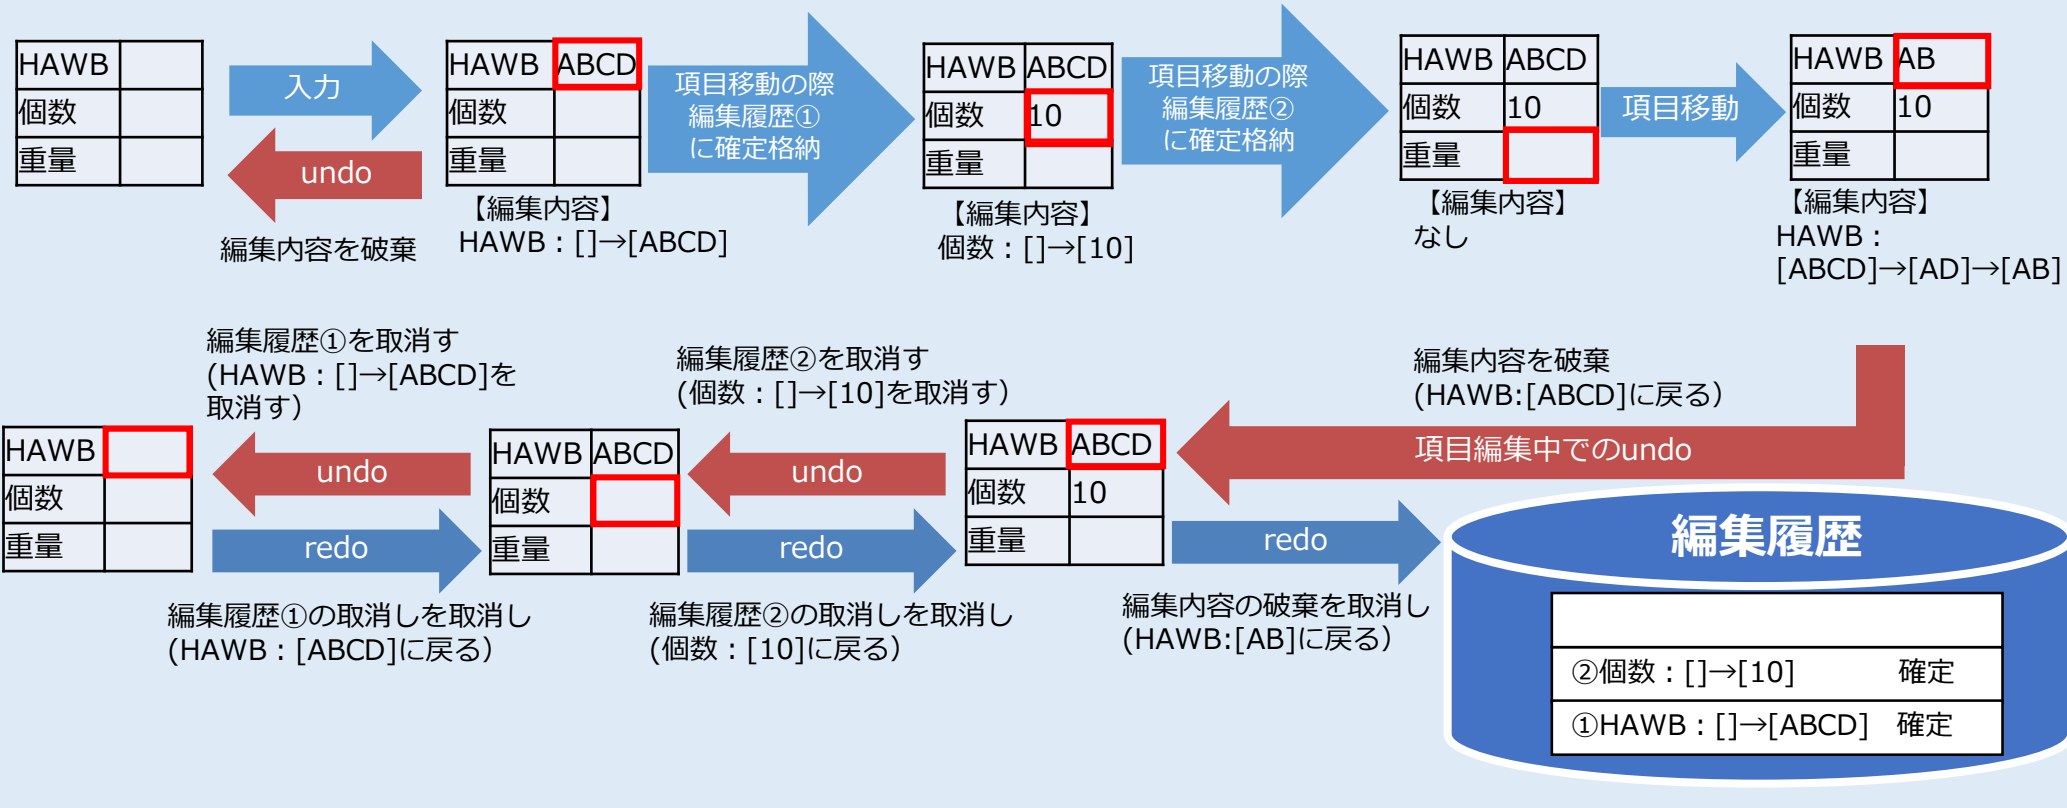 HAWB
個数
重量
入力
undo
編集内容を破棄
HAWB ABCD
個数
重量
【編集内容】
HAWB：[]→[ABCD]
項目移動の際
編集履歴①
に確定格納
HAWB ABCD
個数 10
重量
【編集内容】
個数：[]→[10]
項目移動の際
編集履歴②
に確定格納
HAWB ABCD
個数 10
重量
【編集内容】
なし
項目移動
HAWB AB
個数 10
重量
【編集内容】
HAWB：
[ABCD]→[AD]→[AB]
編集内容を破棄
(HAWB:[ABCD]に戻る）
項目編集中でのundo
HAWB ABCD
個数 10
重量
redo
編集内容の破棄を取消し
(HAWB:[AB]に戻る）
編集履歴②を取消す
(個数：[]→[10]を取消す）
undo
redo
編集履歴②の取消しを取消し
(個数：[10]に戻る）
HAWB ABCD
個数
重量
編集履歴①を取消す
(HAWB：[]→[ABCD]を
取消す）
undo
redo
編集履歴①の取消しを取消し
(HAWB：[ABCD]に戻る）
HAWB
個数
重量
編集履歴
②個数：[]→[10] 確定
①HAWB：[]→[ABCD] 確定